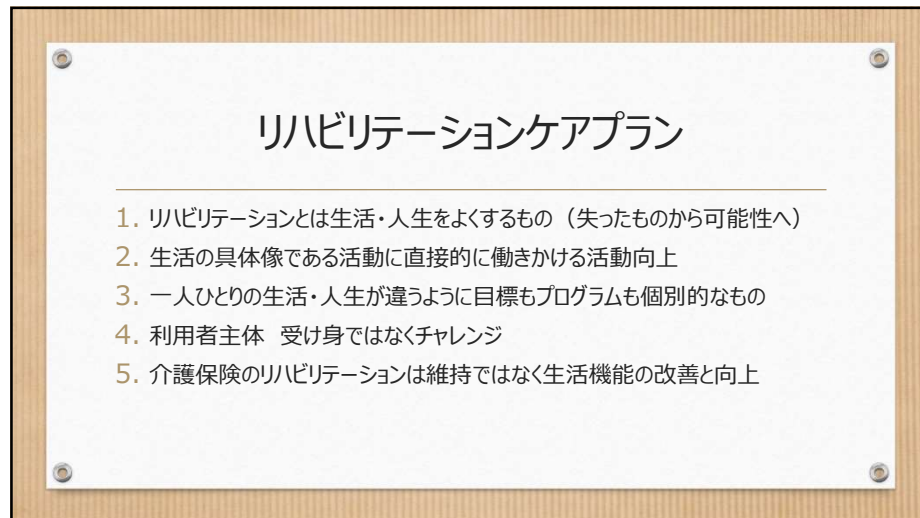 リハビリテーションケアプラン
1. リハビリテーションとは生活・人生をよくするもの（失ったものから可能性へ）
2. 生活の具体像である活動に直接的に働きかける活動向上
3. 一人ひとりの生活・人生が違うように目標もプログラムも個別的なもの
4. 利用者主体　受け身ではなくチャレンジ
5. 介護保険のリハビリテーションは維持ではなく生活機能の改善と向上